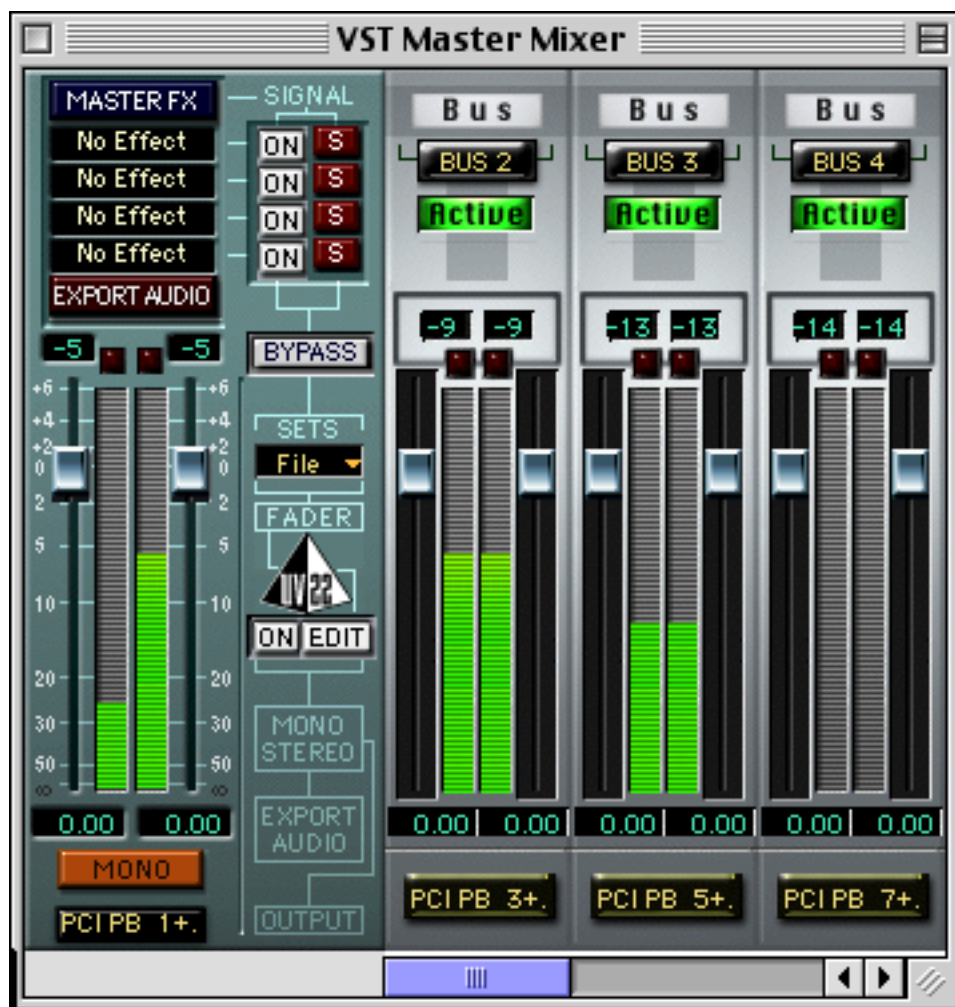 VST Master Mixer
MASTER FX
SIGNAL
No Effect
ON
S
No Effect
ON
S
No Effect
ON
S
No Effect
ON
S
EXPORT AUDIO
-5
-5
BYPASS
+6
+6
+4
+4
+2
+2
0
0
2
2
5
5
10
10
20
20
30
30
50
50
∞
∞
SETS
File
FADER
UV22
ON
EDIT
MONO
STEREO
EXPORT
AUDIO
OUTPUT
0.00
0.00
MONO
PCI PB 1+.
Bus
BUS 2
Active
-9
-9
0.00
0.00
PCI PB 3+.
Bus
BUS 3
Active
-13
-13
0.00
0.00
PCI PB 5+.
Bus
BUS 4
Active
-14
-14
0.00
0.00
PCI PB 7+.